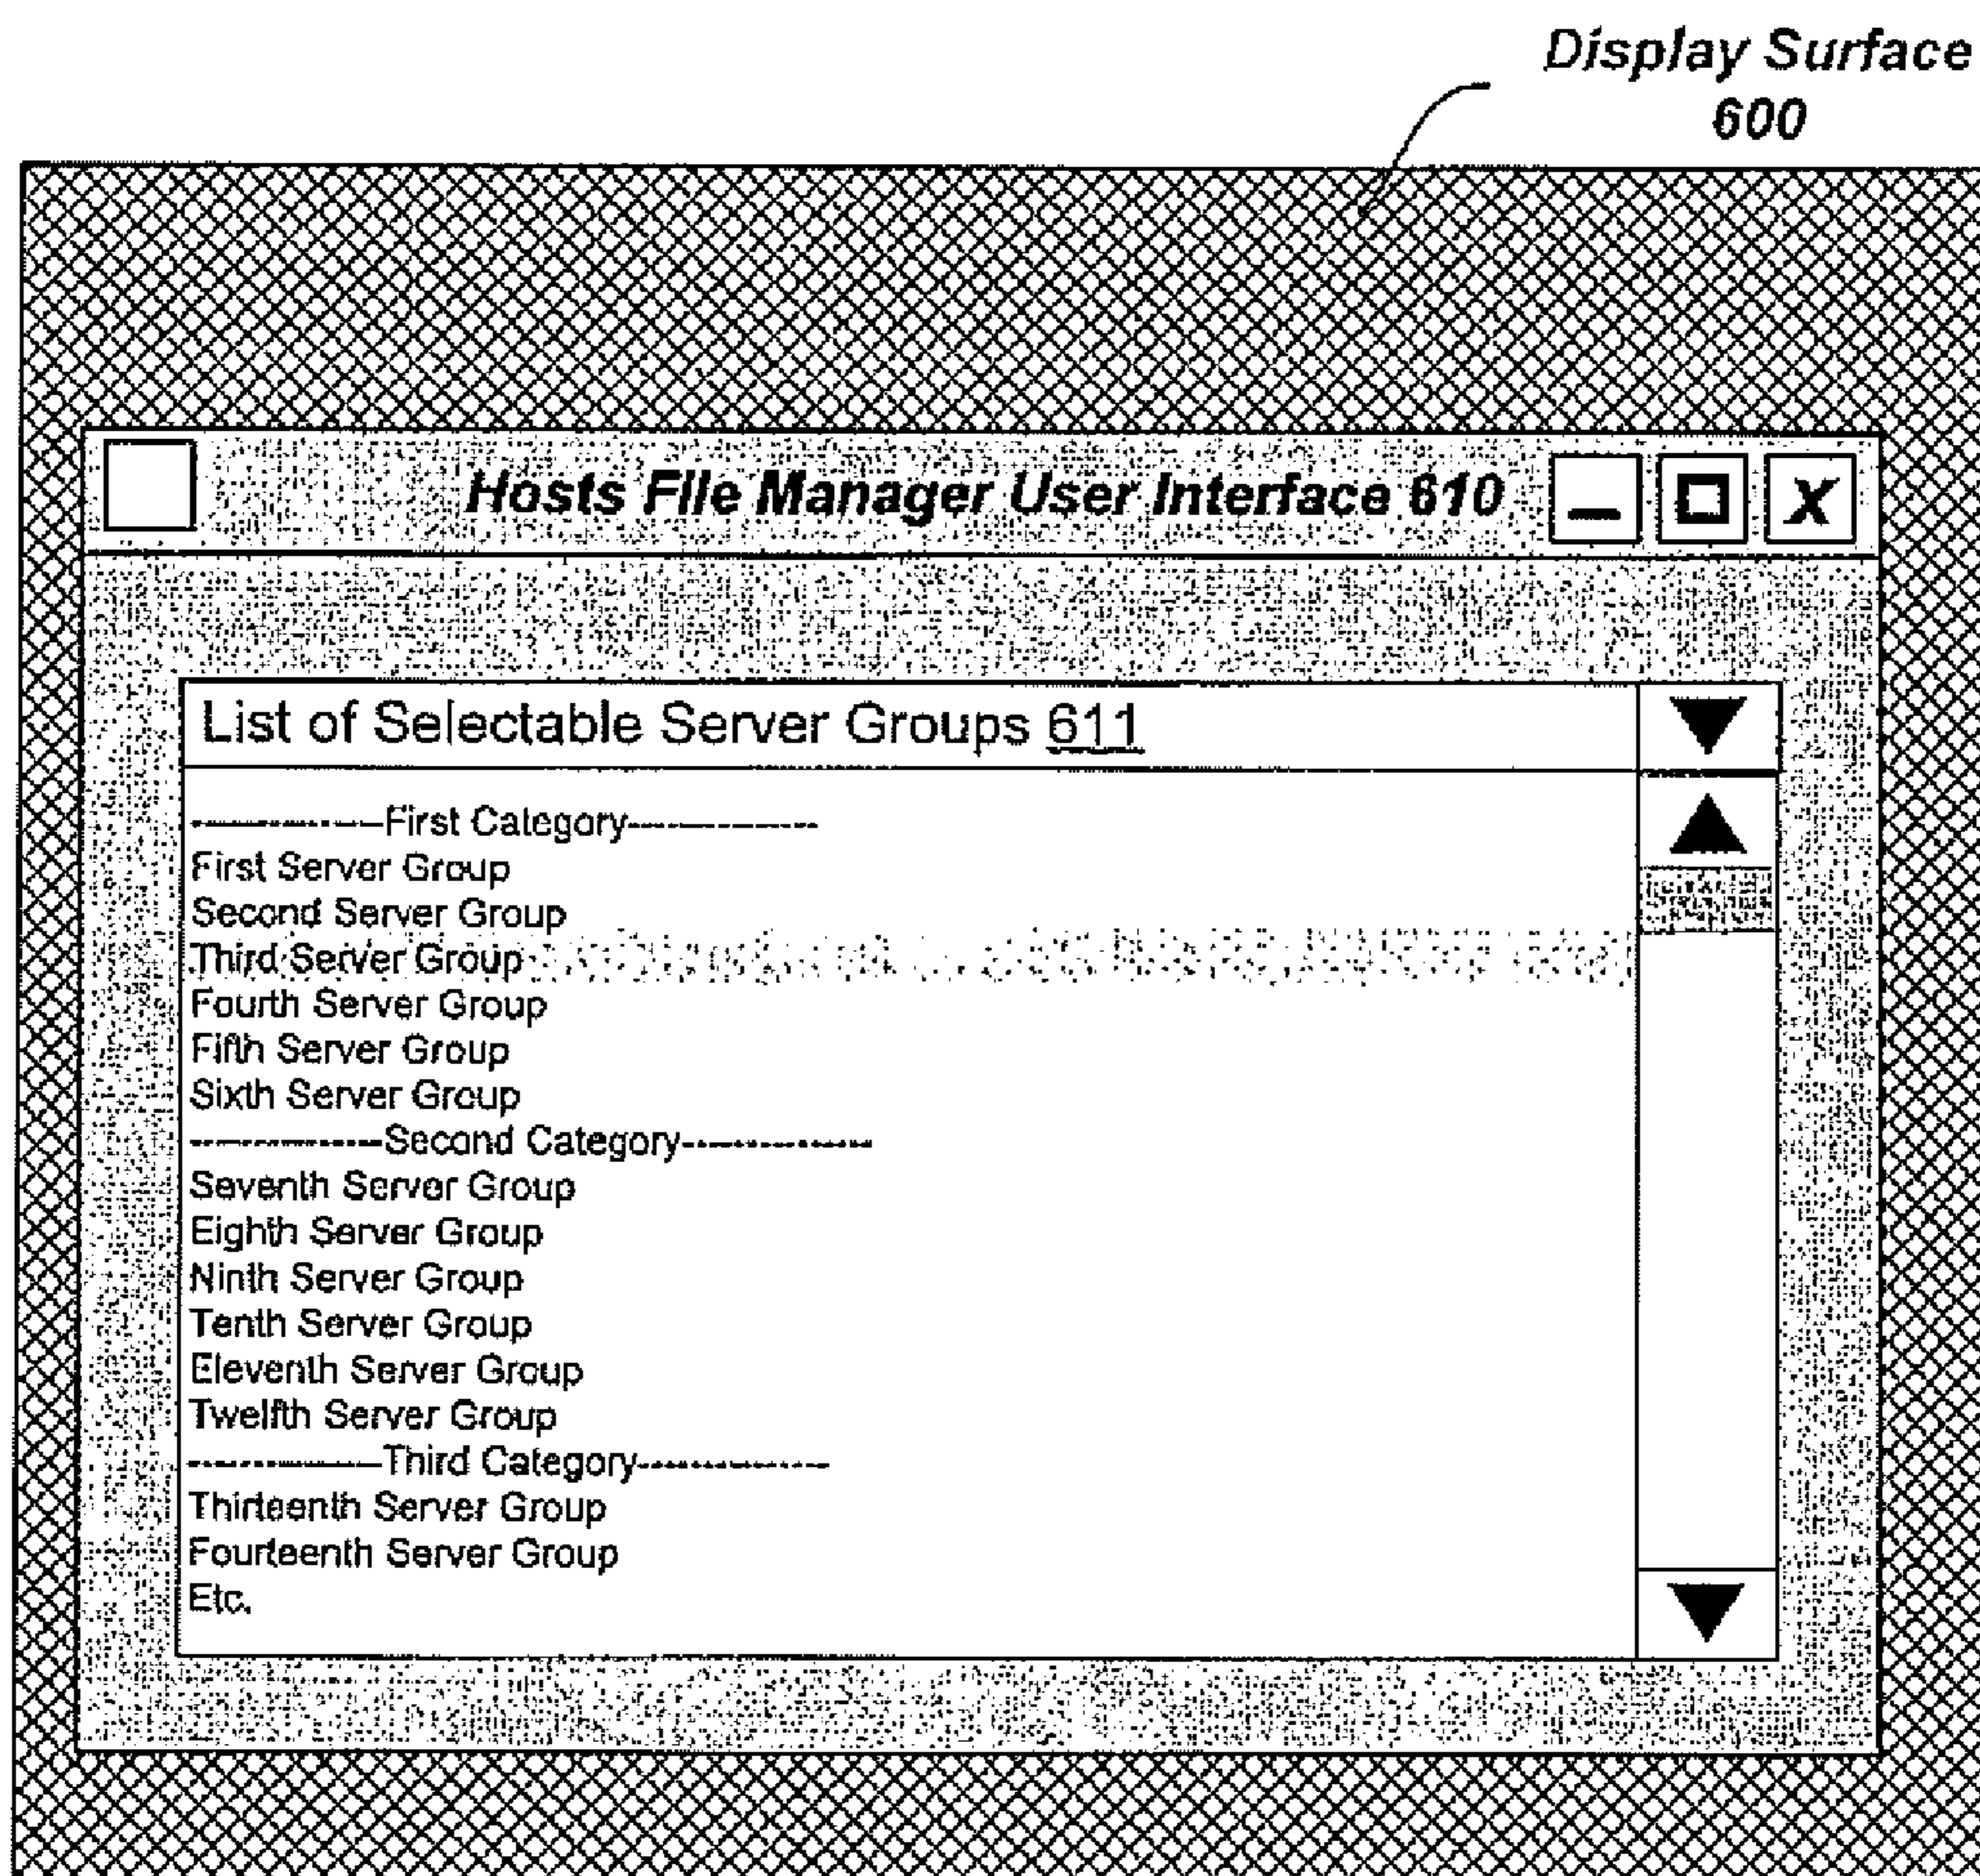 Display Surface
600
Hosts File Manager User Interface 610
X
List of Selectable Server Groups 611
---------------First Category---------------
First Server Group
Second Server Group
Third Server Group
Fourth Server Group
Fifth Server Group
Sixth Server Group
---------------Second Category---------------
Seventh Server Group
Eighth Server Group
Ninth Server Group
Tenth Server Group
Eleventh Server Group
Twelfth Server Group
---------------Third Category---------------
Thirteenth Server Group
Fourteenth Server Group
Etc.